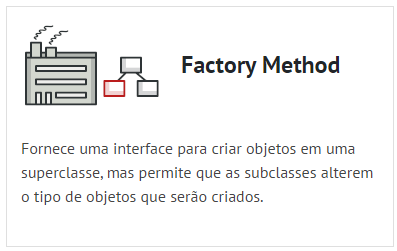 Factory Method
Fornece uma interface para criar objetos em uma
superclasse, mas permite que as subclasses alterem
o tipo de objetos que serão criados.